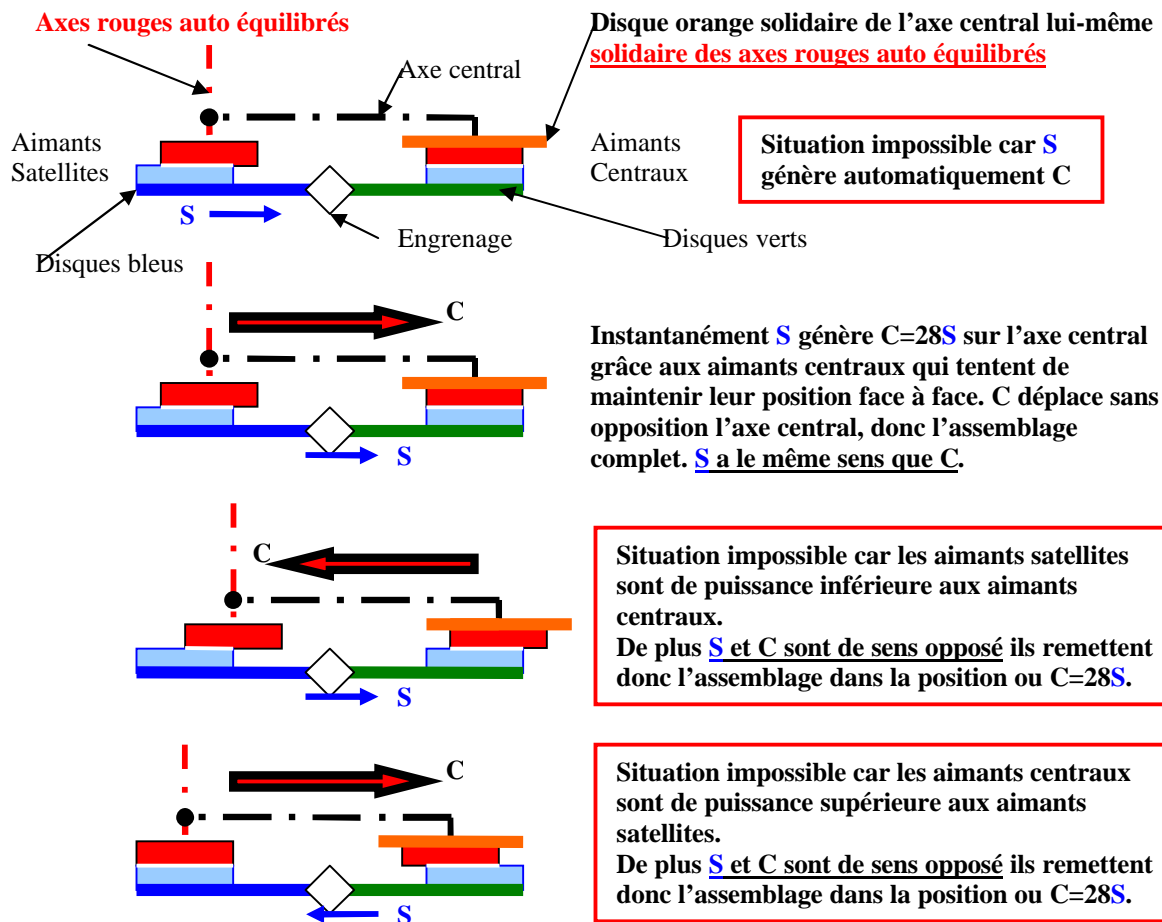 Axes rouges auto équilibrés
Disque orange solidaire de l’axe central lui-même
solidaire des axes rouges auto équilibrés
Axe central
Aimants
Satellites
Aimants
Centraux
Situation impossible car S
génère automatiquement C
S
Engrenage
Disques verts
Disques bleus
C
Instantanément S génère C=28S sur l’axe central
grâce aux aimants centraux qui tentent de
maintenir leur position face à face. C déplace sans
opposition l’axe central, donc l’assemblage
complet. S a le même sens que C.
S
C
Situation impossible car les aimants satellites
sont de puissance inférieure aux aimants
centraux.
De plus S et C sont de sens opposé ils remettent
donc l’assemblage dans la position ou C=28S.
S
C
Situation impossible car les aimants centraux
sont de puissance supérieure aux aimants
satellites.
De plus S et C sont de sens opposé ils remettent
donc l’assemblage dans la position ou C=28S.
S